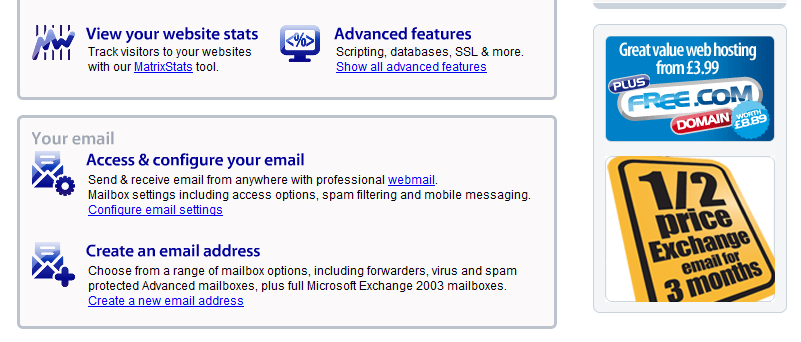 View your website stats
Track visitors to your websites
with our MatrixStats tool.
<%>
Advanced features
Scripting, databases, SSL & more.
Show all advanced features
Your email
Access & configure your email
Send & receive email from anywhere with professional webmail.
Mailbox settings including access options, spam filtering and mobile messaging.
Configure email settings
Create an email address
Choose from a range of mailbox options, including forwarders, virus and spam
protected Advanced mailboxes, plus full Microsoft Exchange 2003 mailboxes.
Create a new email address
Great value web hosting
from £3.99
PLUS
FREE .COM
DOMAIN
WORTH
£8.89
1/2
price
Exchange
email for
3 months